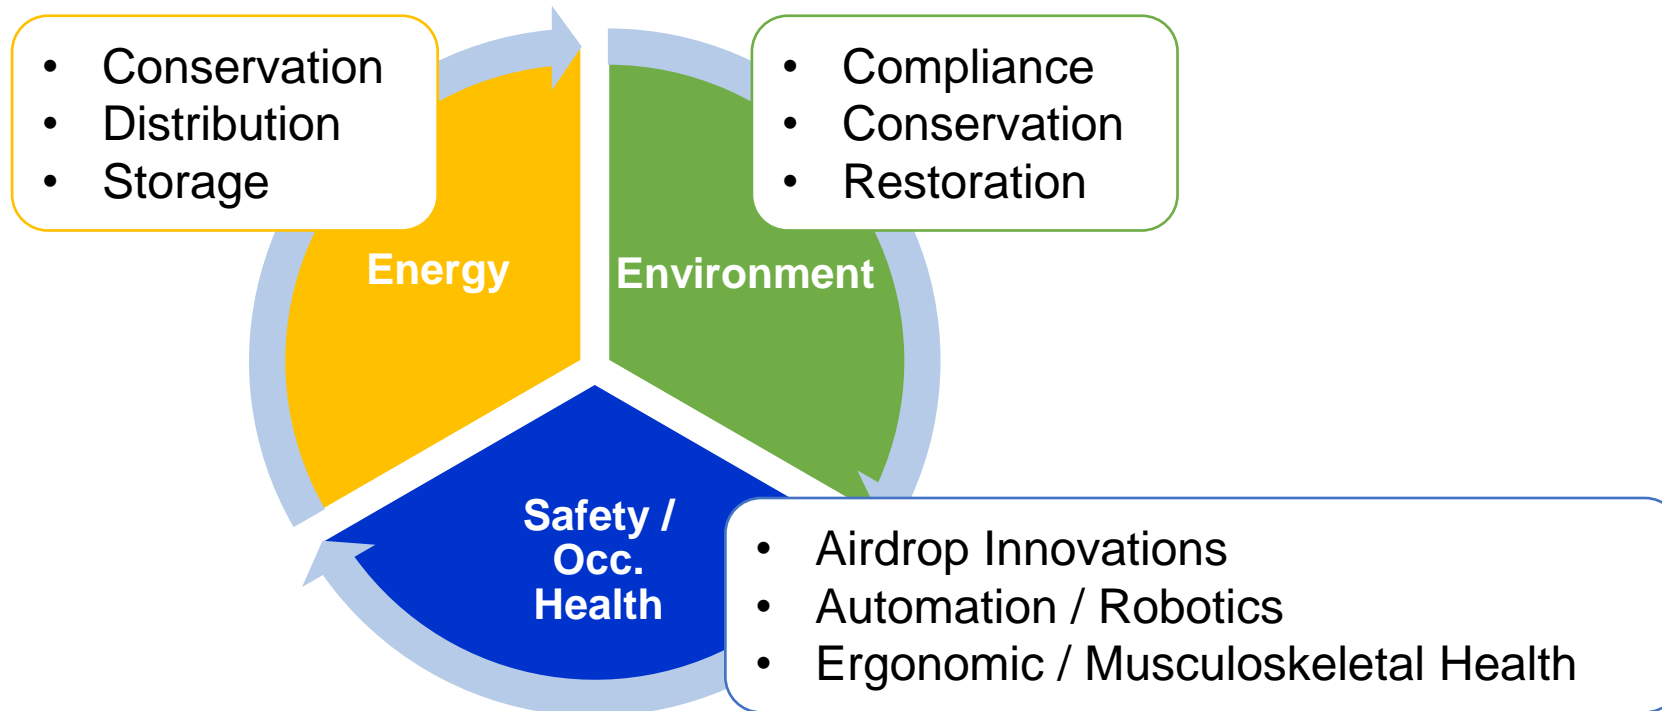 • Conservation
• Distribution
• Storage
• Compliance
• Conservation
• Restoration
Energy
Environment
Safety /
Occ.
Health
• Airdrop Innovations
• Automation / Robotics
• Ergonomic / Musculoskeletal Health